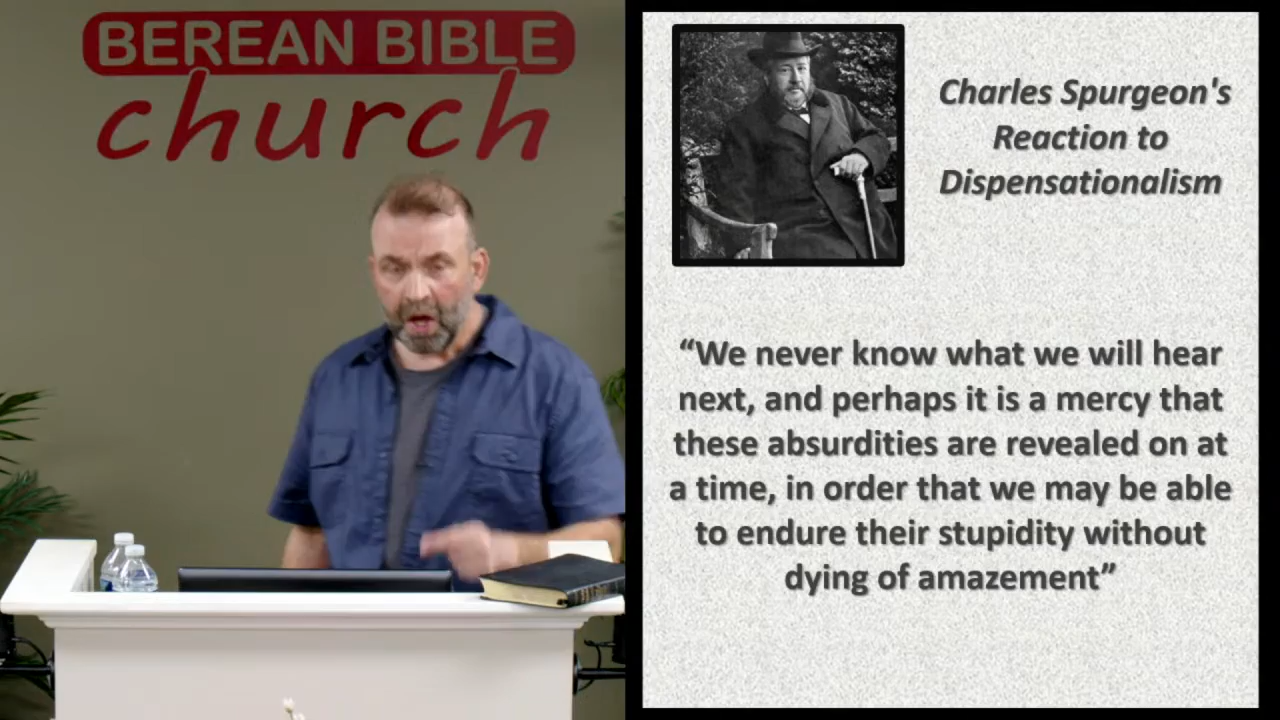 BEREAN BIBLE
church
Charles Spurgeon's
Reaction to
Dispensationalism
“We never know what we will hear
next, and perhaps it is a mercy that
these absurdities are revealed on at
a time, in order that we may be able
to endure their stupidity without
dying of amazement”